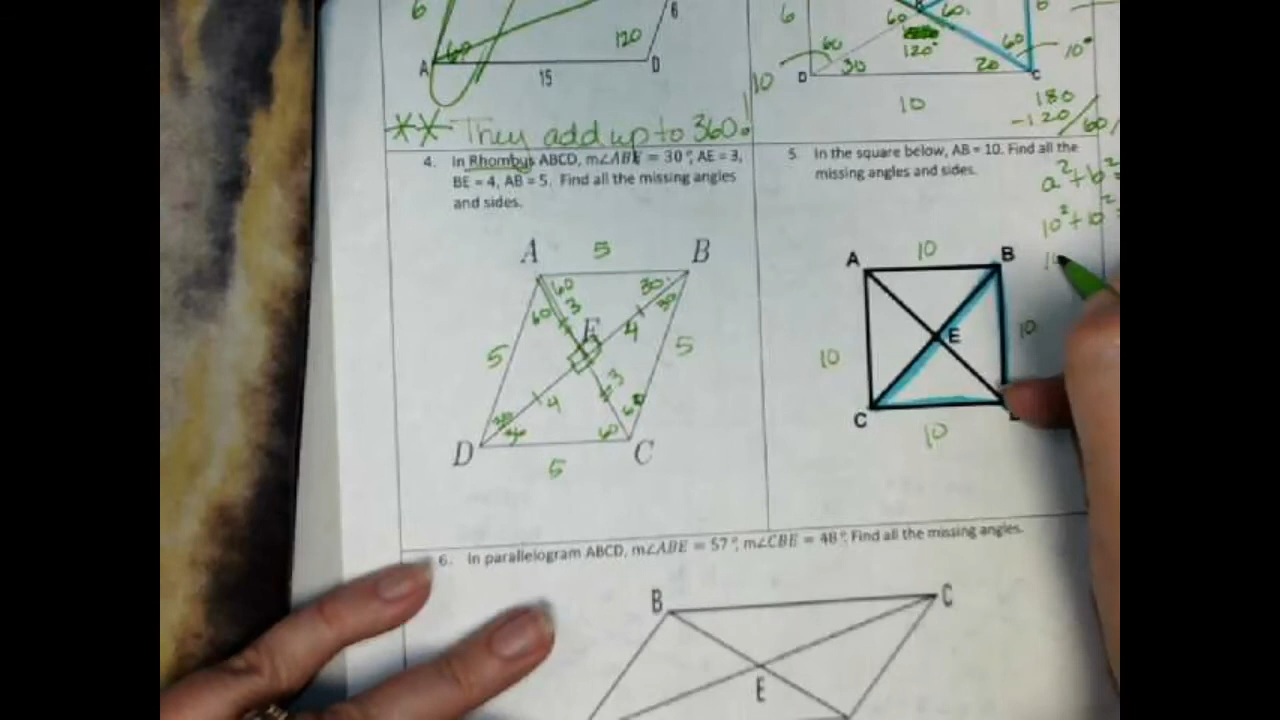 6
60
A
15
120
D
B
6
60
60
120°
60
30
20
60
10
10°
D
C
10
** They add up to 360°!
180
-120
60
4. In Rhombus ABCD, m∠ABE = 30°, AE = 3,
BE = 4, AB = 5. Find all the missing angles
and sides.
A
5
B
60
30
60
3
30
E
4
5
5
3
4
60
30
60
D
C
5
5. In the square below, AB = 10. Find all the
missing angles and sides.
a² + b²
10² + 10²
A
10
B
E
10
10
C
10
6. In parallelogram ABCD, m∠ABE = 57°, m∠CBE = 48°. Find all the missing angles.
B
C
E